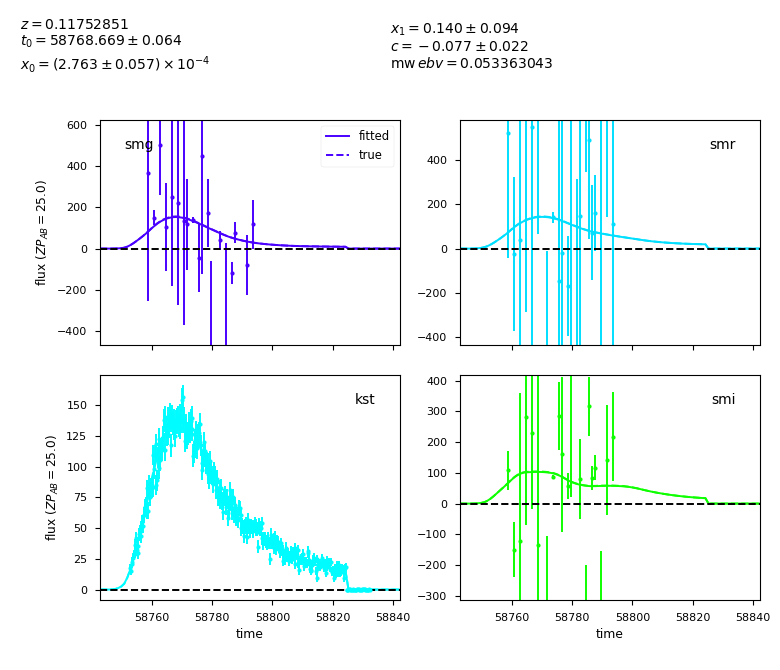 z = 0.11752851
t0 = 58768.669 ± 0.064
x0 = (2.763 ± 0.057) × 10^−4
x1 = 0.140 ± 0.094
c = −0.077 ± 0.022
mw ebv = 0.053363043
smg
fitted
true
600
400
200
0
−200
−400
flux (ZP_AB = 25.0)
smr
400
200
0
−200
−400
kst
150
125
100
75
50
25
0
flux (ZP_AB = 25.0)
58760 58780 58800 58820 58840
time
smi
400
300
200
100
0
−100
−200
−300
58760 58780 58800 58820 58840
time